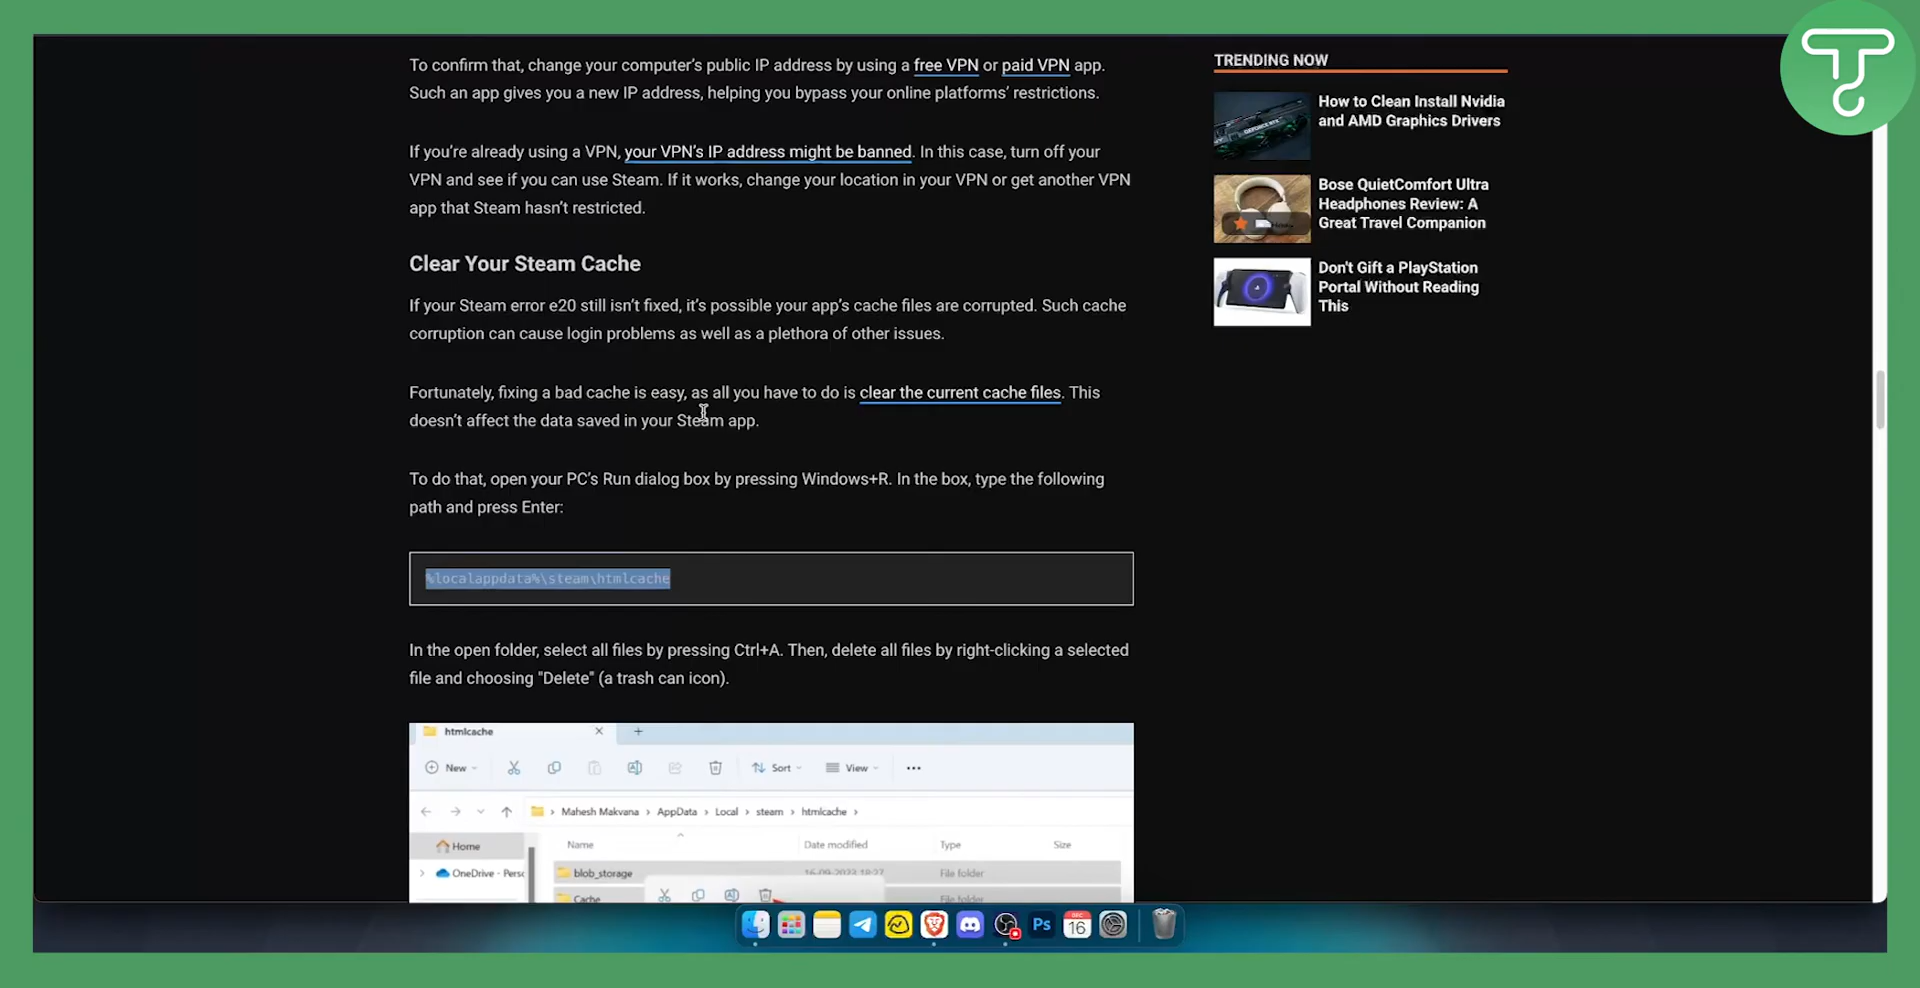 To confirm that, change your computer's public IP address by using a free VPN or paid VPN app.
Such an app gives you a new IP address, helping you bypass your online platforms' restrictions.
If you're already using a VPN, your VPN's IP address might be banned. In this case, turn off your
VPN and see if you can use Steam. If it works, change your location in your VPN or get another VPN
app that Steam hasn't restricted.
Clear Your Steam Cache
If your Steam error e20 still isn't fixed, it's possible your app's cache files are corrupted. Such cache
corruption can cause login problems as well as a plethora of other issues.
Fortunately, fixing a bad cache is easy, as all you have to do is clear the current cache files. This
doesn't affect the data saved in your Steam app.
To do that, open your PC's Run dialog box by pressing Windows+R. In the box, type the following
path and press Enter:
%localappdata%\steam\htmlcache
In the open folder, select all files by pressing Ctrl+A. Then, delete all files by right-clicking a selected
file and choosing "Delete" (a trash can icon).
htmlcache
New
Sort
View
Mahesh Makvana > AppData > Local > steam > htmlcache >
Home
Name
Date modified
Type
Size
OneDrive - Perso
blob_storage
16-09-2023 18:27
File folder
Cache
File folder
TRENDING NOW
How to Clean Install Nvidia
and AMD Graphics Drivers
Bose QuietComfort Ultra
Headphones Review: A
Great Travel Companion
Don't Gift a PlayStation
Portal Without Reading
This
Ps
DEC
16